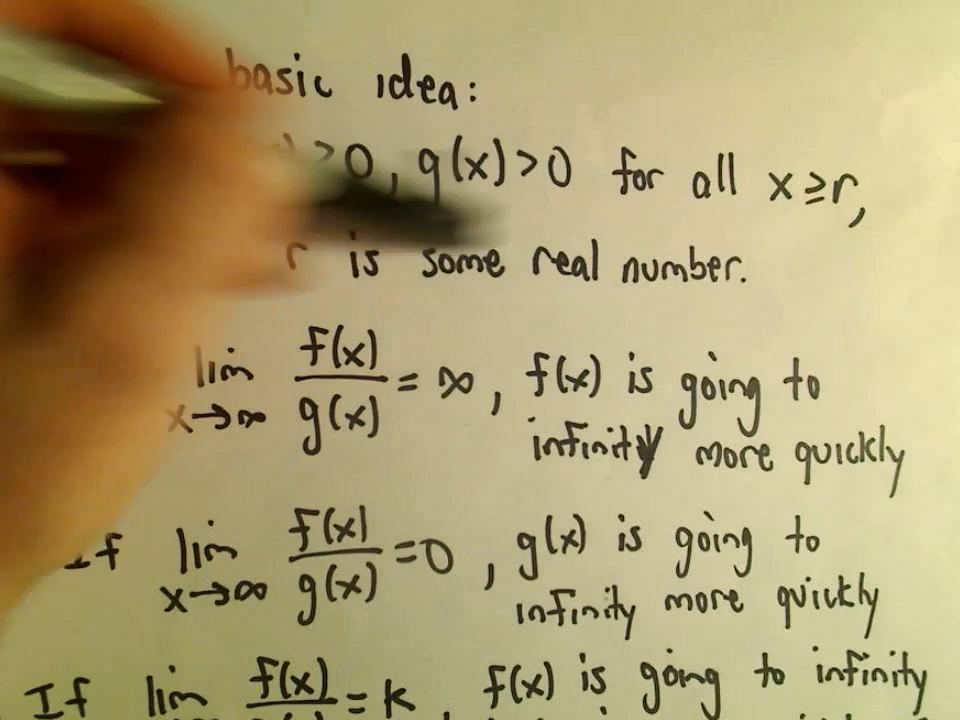 basic idea:
) >0, g(x) >0 for all x ≥ r,
r is some real number.
lim x→∞ f(x)/g(x) = ∞, f(x) is going to
infinity more quickly
If lim x→∞ f(x)/g(x) = 0, g(x) is going to
infinity more quickly
If lim f(x)/ = k, f(x) is going to infinity